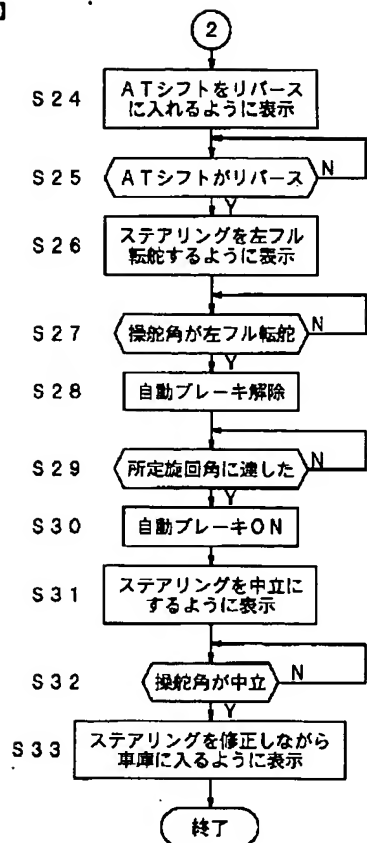 】
2
S24
ATシフトをリバース
に入れるように表示
S25
ATシフトがリバース
N
Y
S26
ステアリングを左フル
転舵するように表示
S27
操舵角が左フル転舵
N
Y
S28
自動ブレーキ解除
S29
所定旋回角に達した
N
Y
S30
自動ブレーキON
S31
ステアリングを中立に
するように表示
S32
操舵角が中立
N
Y
S33
ステアリングを修正しながら
車庫に入るように表示
終了